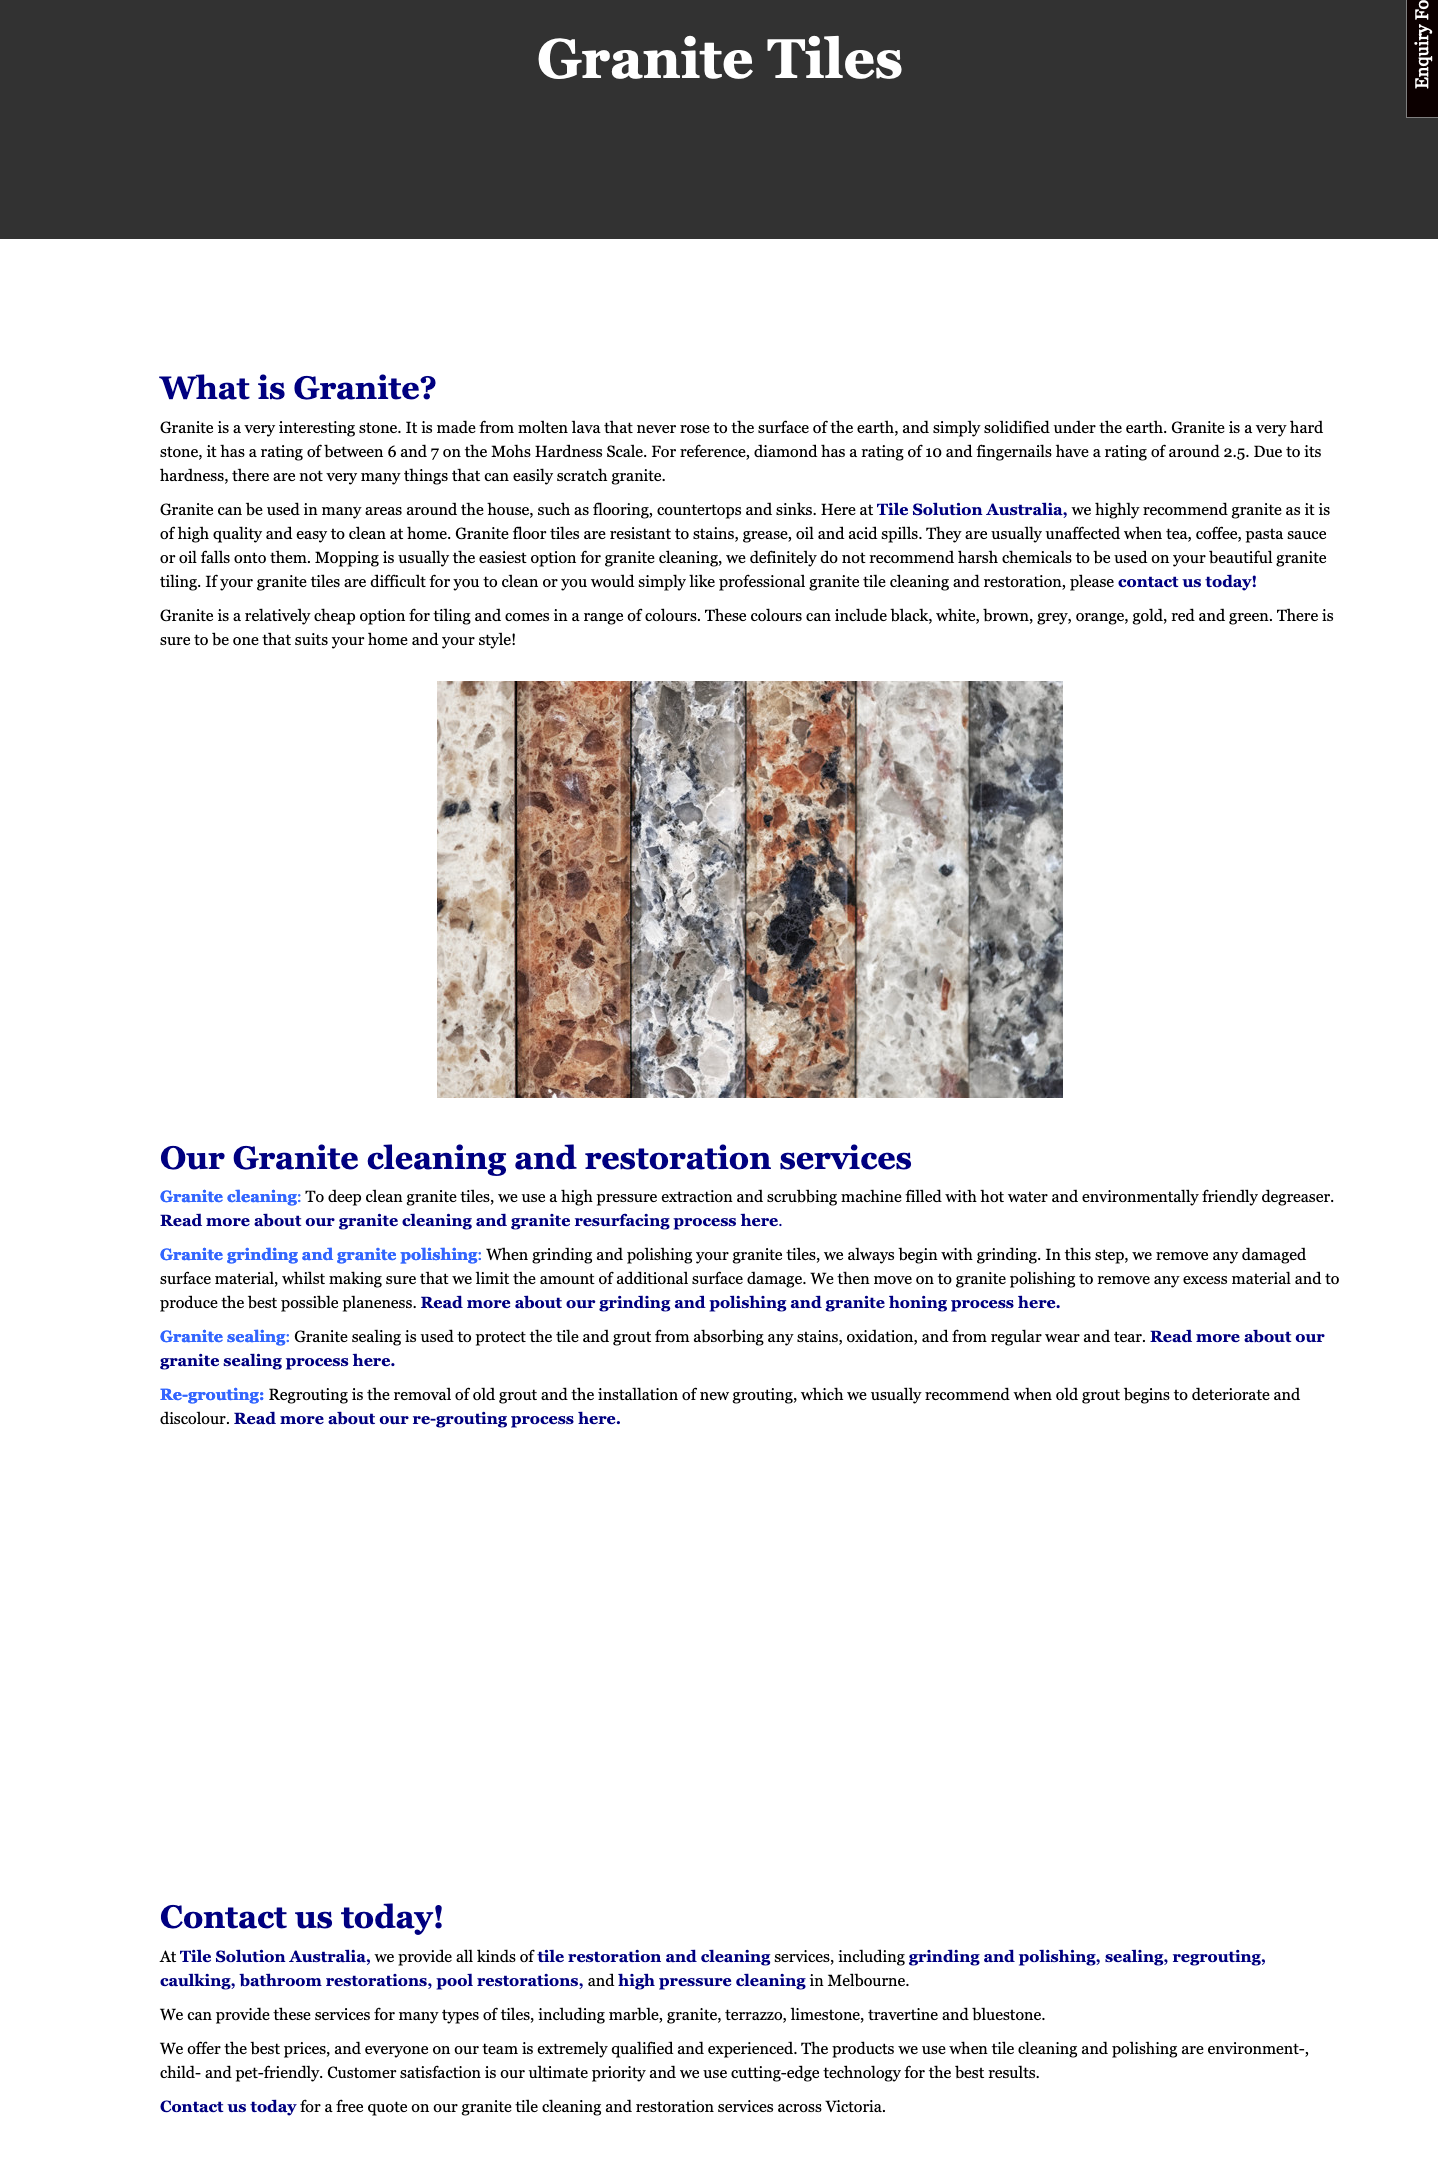 Granite Tiles
Enquiry Fo
What is Granite?
Granite is a very interesting stone. It is made from molten lava that never rose to the surface of the earth, and simply solidified under the earth. Granite is a very hard
stone, it has a rating of between 6 and 7 on the Mohs Hardness Scale. For reference, diamond has a rating of 10 and fingernails have a rating of around 2.5. Due to its
hardness, there are not very many things that can easily scratch granite.
Granite can be used in many areas around the house, such as flooring, countertops and sinks. Here at Tile Solution Australia, we highly recommend granite as it is
of high quality and easy to clean at home. Granite floor tiles are resistant to stains, grease, oil and acid spills. They are usually unaffected when tea, coffee, pasta sauce
or oil falls onto them. Mopping is usually the easiest option for granite cleaning, we definitely do not recommend harsh chemicals to be used on your beautiful granite
tiling. If your granite tiles are difficult for you to clean or you would simply like professional granite tile cleaning and restoration, please contact us today!
Granite is a relatively cheap option for tiling and comes in a range of colours. These colours can include black, white, brown, grey, orange, gold, red and green. There is
sure to be one that suits your home and your style!
Our Granite cleaning and restoration services
Granite cleaning: To deep clean granite tiles, we use a high pressure extraction and scrubbing machine filled with hot water and environmentally friendly degreaser.
Read more about our granite cleaning and granite resurfacing process here.
Granite grinding and granite polishing: When grinding and polishing your granite tiles, we always begin with grinding. In this step, we remove any damaged
surface material, whilst making sure that we limit the amount of additional surface damage. We then move on to granite polishing to remove any excess material and to
produce the best possible planeness. Read more about our grinding and polishing and granite honing process here.
Granite sealing: Granite sealing is used to protect the tile and grout from absorbing any stains, oxidation, and from regular wear and tear. Read more about our
granite sealing process here.
Re-grouting: Regrouting is the removal of old grout and the installation of new grouting, which we usually recommend when old grout begins to deteriorate and
discolour. Read more about our re-grouting process here.
Contact us today!
At Tile Solution Australia, we provide all kinds of tile restoration and cleaning services, including grinding and polishing, sealing, regrouting,
caulking, bathroom restorations, pool restorations, and high pressure cleaning in Melbourne.
We can provide these services for many types of tiles, including marble, granite, terrazzo, limestone, travertine and bluestone.
We offer the best prices, and everyone on our team is extremely qualified and experienced. The products we use when tile cleaning and polishing are environment-,
child- and pet-friendly. Customer satisfaction is our ultimate priority and we use cutting-edge technology for the best results.
Contact us today for a free quote on our granite tile cleaning and restoration services across Victoria.